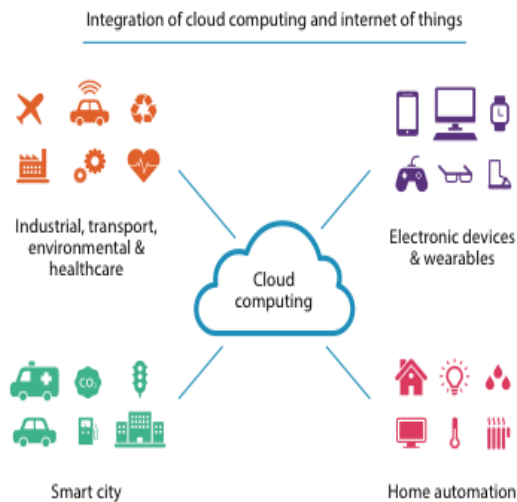 Integration of cloud computing and internet of things
Industrial, transport,
environmental &
healthcare
Electronic devices
& wearables
Cloud
computing
CO₂
Smart city
Home automation